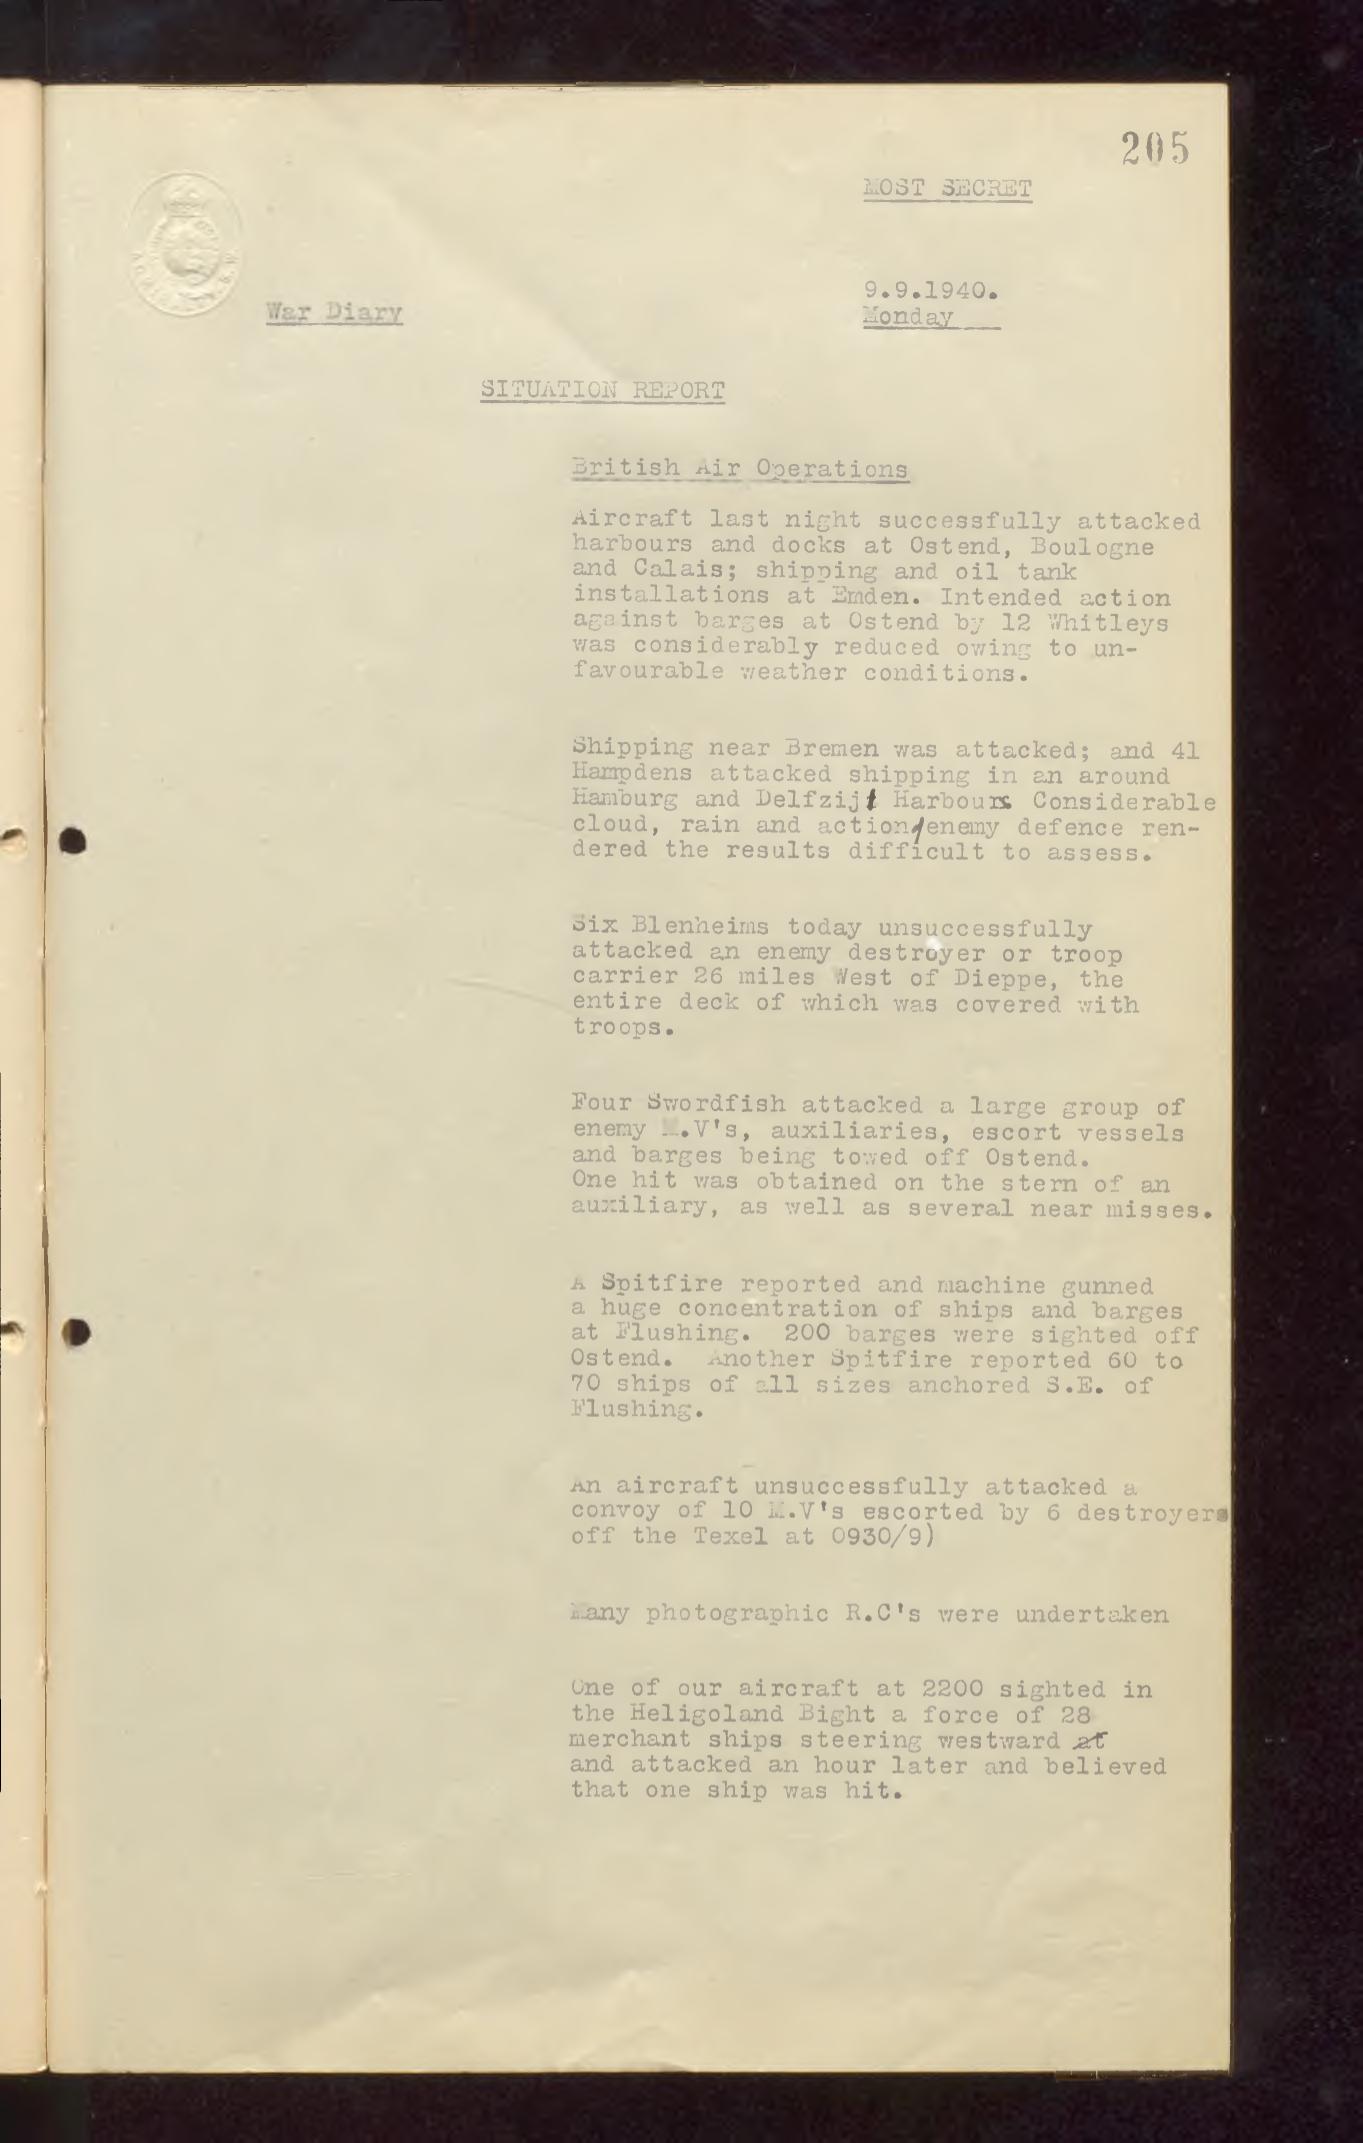 205
MOST SECRET
9.9.1940.
War Diary
Monday
SITUATION REPORT
British Air Operations
Aircraft last night successfully attacked
harbours and docks at Ostend, Boulogne
and Calais; shipping and oil tank
installations at Emden. Intended action
against barges at Ostend by 12 Whitleys
was considerably reduced owing to un-
favourable weather conditions.
Shipping near Bremen was attacked; and 41
Hampdens attacked shipping in an around
Hamburg and Delfzijt Harbours. Considerable
cloud, rain and action/enemy defence ren-
dered the results difficult to assess.
Six Blenheims today unsuccessfully
attacked an enemy destroyer or troop
carrier 26 miles West of Dieppe, the
entire deck of which was covered with
troops.
Four Swordfish attacked a large group of
enemy M.V's, auxiliaries, escort vessels
and barges being towed off Ostend.
One hit was obtained on the stern of an
auxiliary, as well as several near misses.
A Spitfire reported and machine gunned
a huge concentration of ships and barges
at Flushing. 200 barges were sighted off
Ostend. Another Spitfire reported 60 to
70 ships of all sizes anchored S.E. of
Flushing.
An aircraft unsuccessfully attacked a
convoy of 10 M.V's escorted by 6 destroyers
off the Texel at 0930/9)
Many photographic R.C's were undertaken
One of our aircraft at 2200 sighted in
the Heligoland Bight a force of 28
merchant ships steering westward at
and attacked an hour later and believed
that one ship was hit.